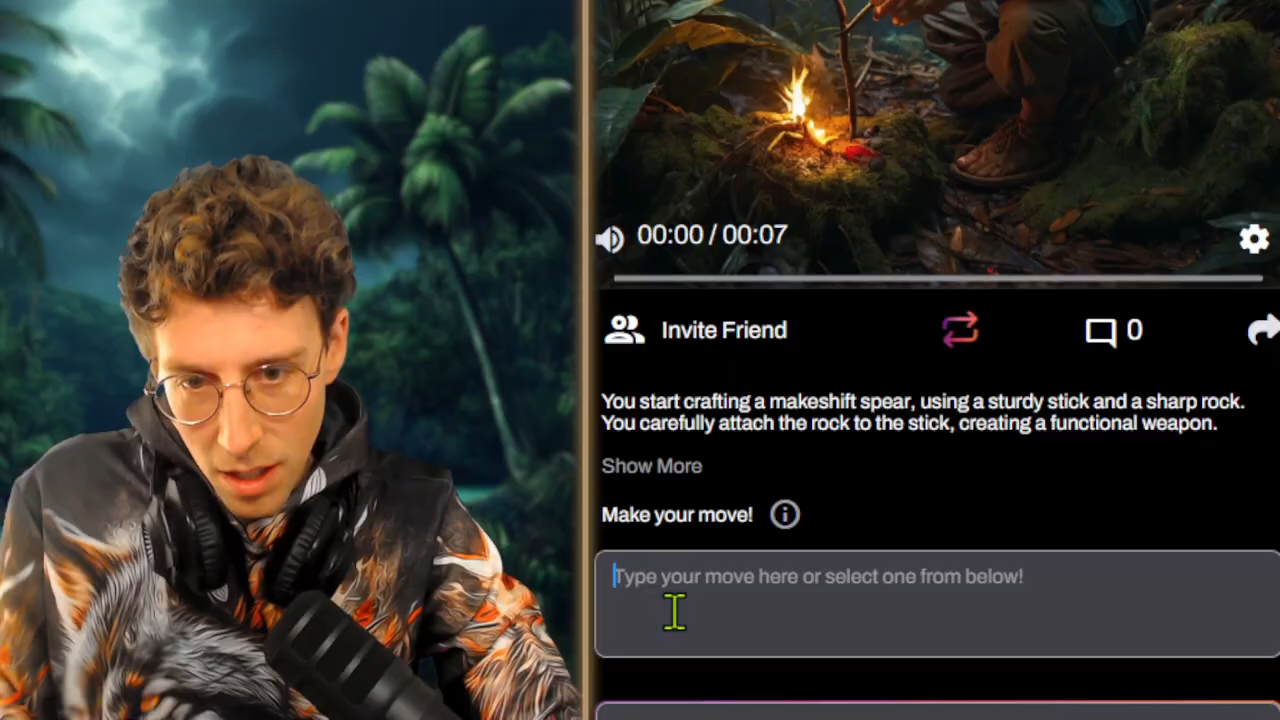 00:00 / 00:07
Invite Friend
0
You start crafting a makeshift spear, using a sturdy stick and a sharp rock.
You carefully attach the rock to the stick, creating a functional weapon.
Show More
Make your move!
Type your move here or select one from below!